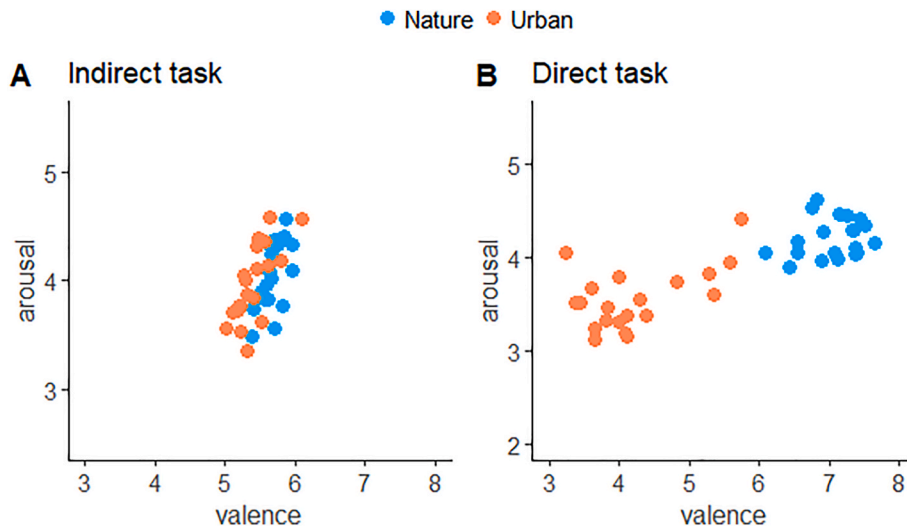 Nature Urban
A Indirect task
5
4
3
arousal
3 4 5 6 7 8
valence
B Direct task
5
4
3
2
arousal
3 4 5 6 7 8
valence